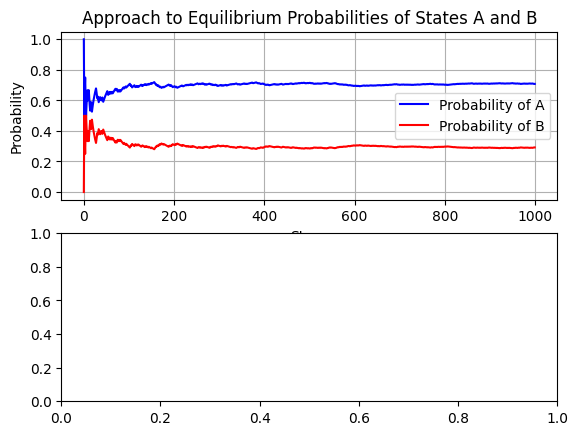 Approach to Equilibrium Probabilities of States A and B
1.0
0.8
0.6
0.4
0.2
0.0
Probability
Probability of A
Probability of B
0 200 400 600 800 1000
1.0
0.8
0.6
0.4
0.2
0.0
0.0 0.2 0.4 0.6 0.8 1.0